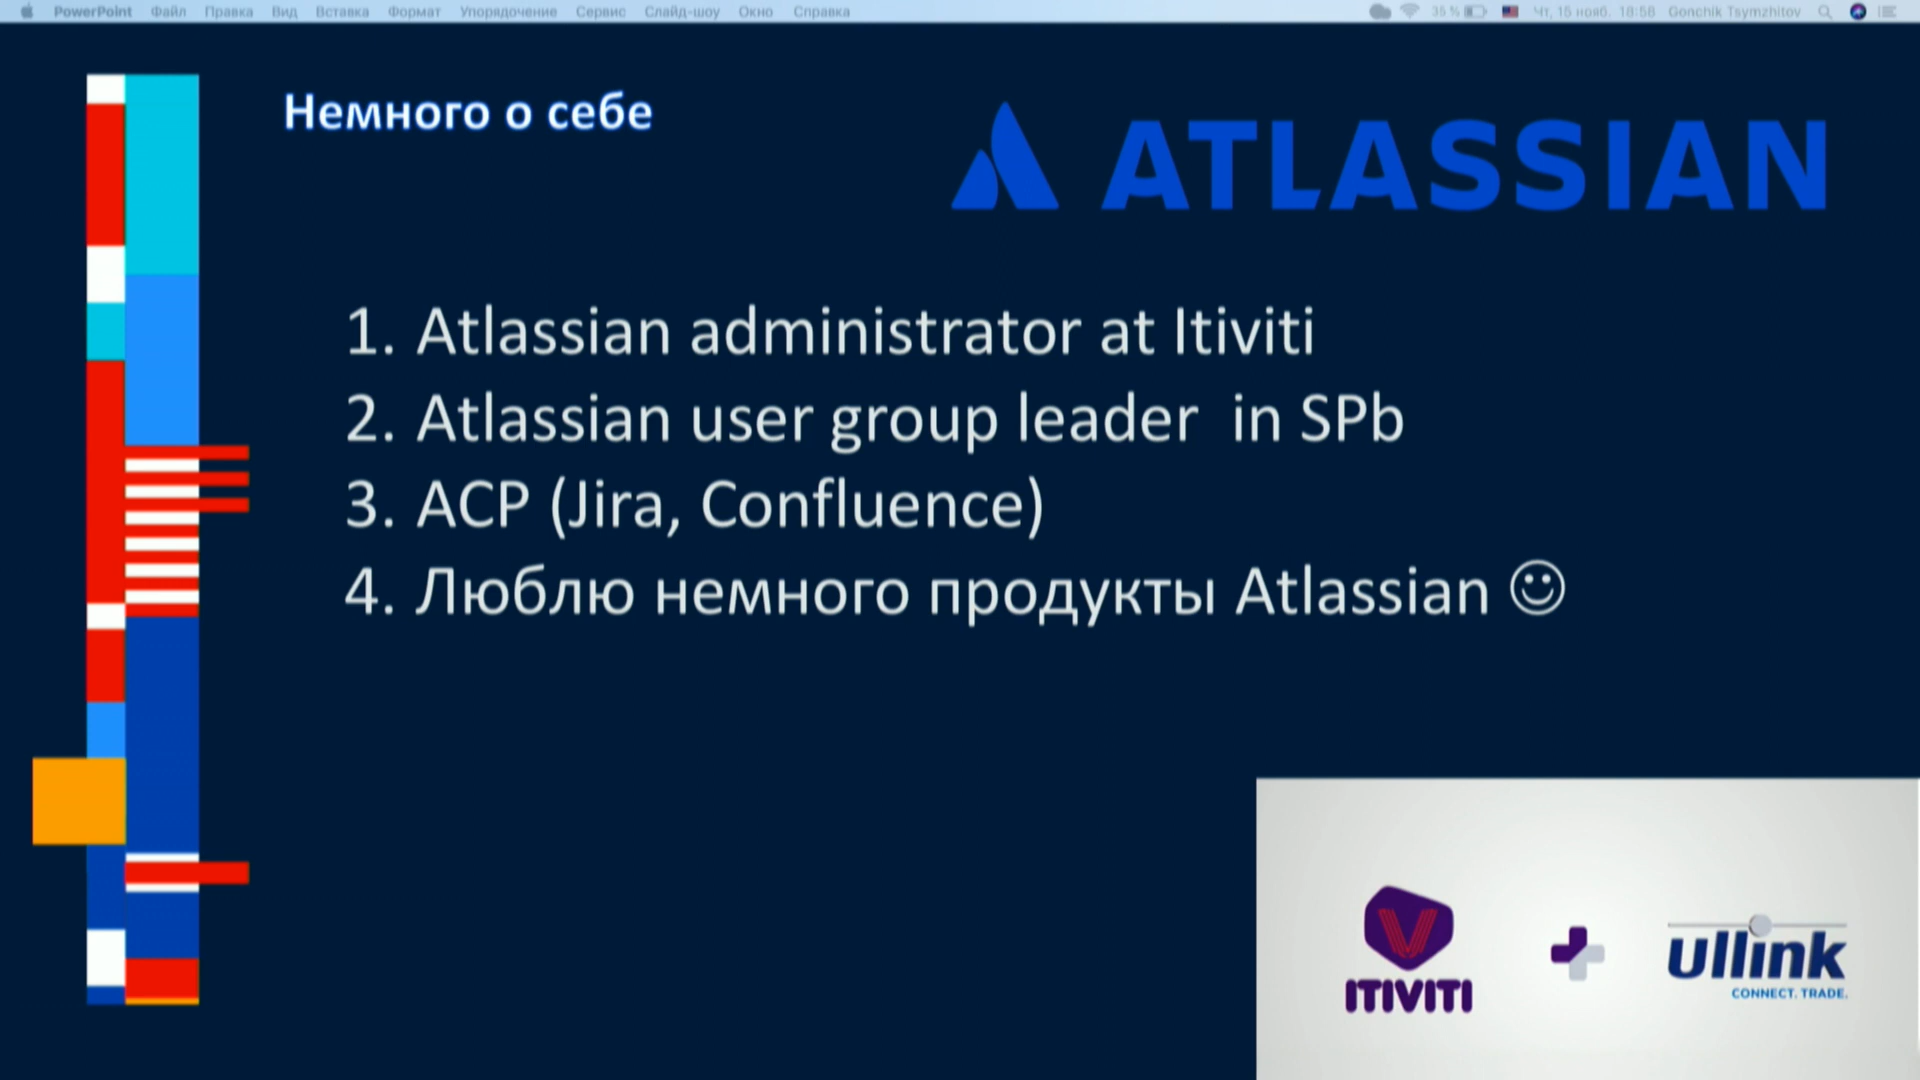 PowerPoint Файл Правка Вид Вставка Формат Упорядочение Сервис Слайд-шоу Окно Справка 35 % Чт, 15 нояб. 18:56 Gonchik Tsymzhitov
Немного о себе
ATLASSIAN
1. Atlassian administrator at Itiviti
2. Atlassian user group leader in SPb
3. ACP (Jira, Confluence)
4. Люблю немного продукты Atlassian ☺
ITIVITI
ullink
CONNECT. TRADE.